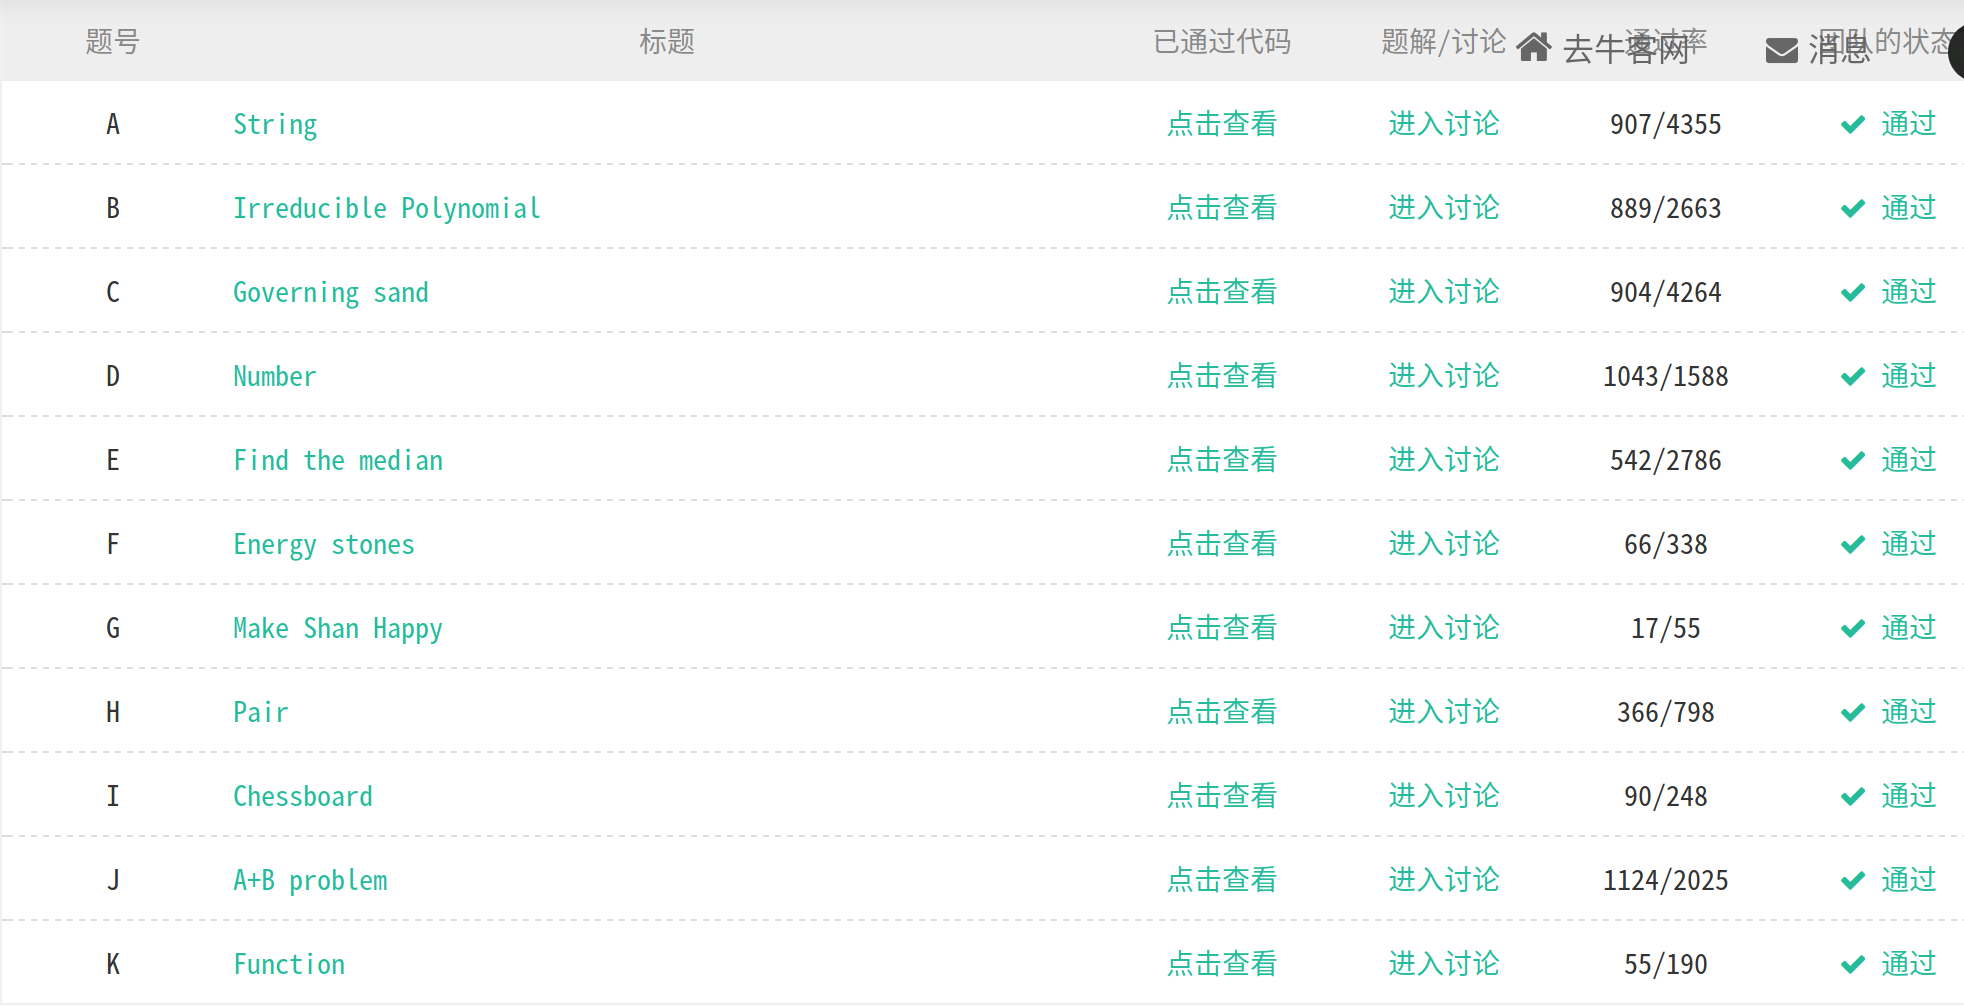 题号 标题 已通过代码 题解/讨论 通过率 团队的状态
去牛客网 消息
A String 点击查看 进入讨论 907/4355 通过
B Irreducible Polynomial 点击查看 进入讨论 889/2663 通过
C Governing sand 点击查看 进入讨论 904/4264 通过
D Number 点击查看 进入讨论 1043/1588 通过
E Find the median 点击查看 进入讨论 542/2786 通过
F Energy stones 点击查看 进入讨论 66/338 通过
G Make Shan Happy 点击查看 进入讨论 17/55 通过
H Pair 点击查看 进入讨论 366/798 通过
I Chessboard 点击查看 进入讨论 90/248 通过
J A+B problem 点击查看 进入讨论 1124/2025 通过
K Function 点击查看 进入讨论 55/190 通过